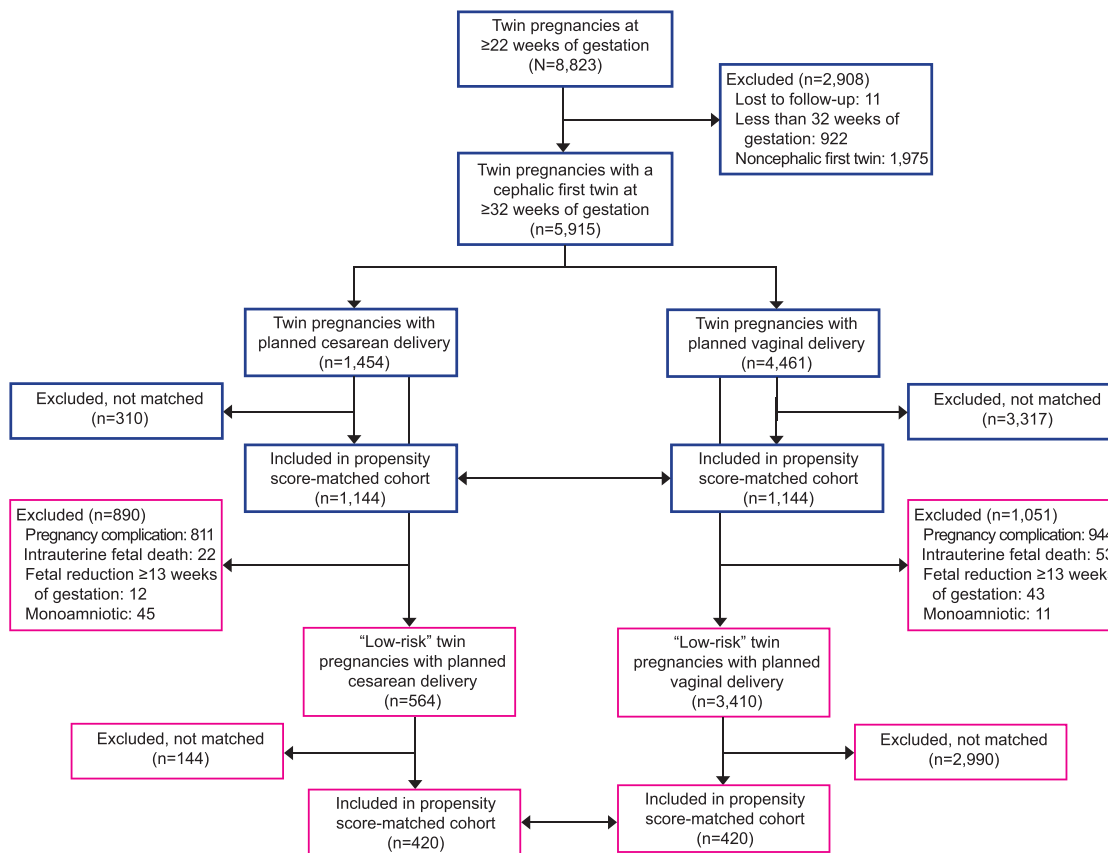 Twin pregnancies at
≥22 weeks of gestation
(N=8,823)
Excluded (n=2,908)
Lost to follow-up: 11
Less than 32 weeks of
gestation: 922
Noncephalic first twin: 1,975
Twin pregnancies with a
cephalic first twin at
≥32 weeks of gestation
(n=5,915)
Twin pregnancies with
planned cesarean delivery
(n=1,454)
Twin pregnancies with
planned vaginal delivery
(n=4,461)
Excluded, not matched
(n=310)
Excluded, not matched
(n=3,317)
Included in propensity
score-matched cohort
(n=1,144)
Included in propensity
score-matched cohort
(n=1,144)
Excluded (n=890)
Pregnancy complication: 811
Intrauterine fetal death: 22
Fetal reduction ≥13 weeks
of gestation: 12
Monoamniotic: 45
Excluded (n=1,051)
Pregnancy complication: 944
Intrauterine fetal death: 53
Fetal reduction ≥13 week
of gestation: 43
Monoamniotic: 11
“Low-risk” twin
pregnancies with planned
cesarean delivery
(n=564)
“Low-risk” twin
pregnancies with planned
vaginal delivery
(n=3,410)
Excluded, not matched
(n=144)
Excluded, not matched
(n=2,990)
Included in propensity
score-matched cohort
(n=420)
Included in propensity
score-matched cohort
(n=420)